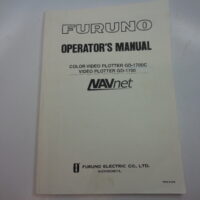 FURUNO
OPERATOR'S MANUAL
COLOR VIDEO PLOTTER GD-1700C
VIDEO PLOTTER GD-1700
NAVnet
FURUNO ELECTRIC CO., LTD.